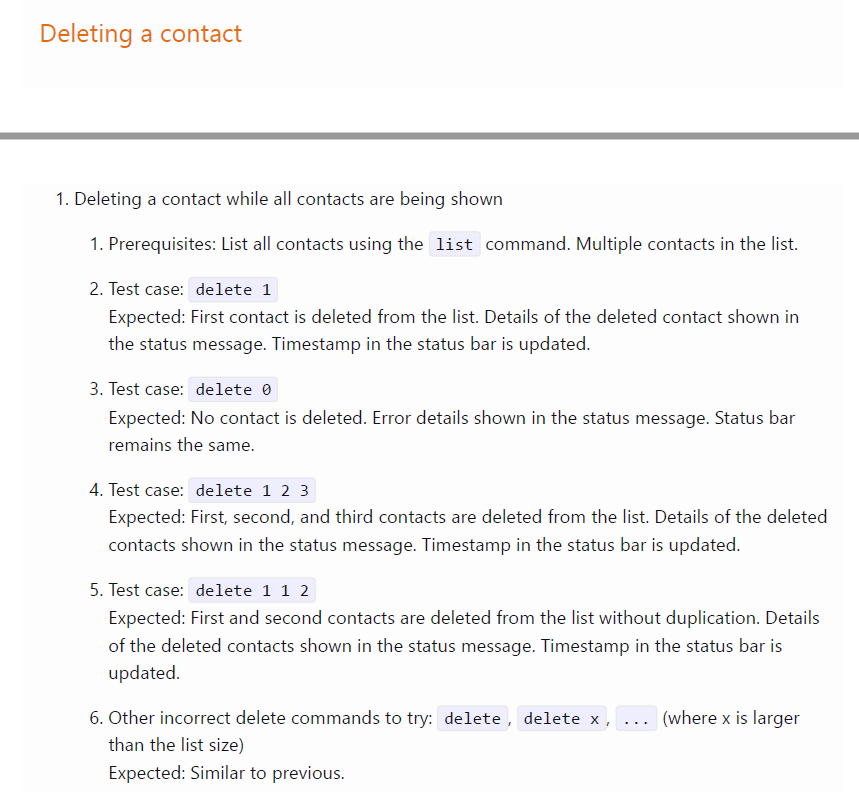 Deleting a contact
1. Deleting a contact while all contacts are being shown
1. Prerequisites: List all contacts using the list command. Multiple contacts in the list.
2. Test case: delete 1
Expected: First contact is deleted from the list. Details of the deleted contact shown in
the status message. Timestamp in the status bar is updated.
3. Test case: delete 0
Expected: No contact is deleted. Error details shown in the status message. Status bar
remains the same.
4. Test case: delete 1 2 3
Expected: First, second, and third contacts are deleted from the list. Details of the deleted
contacts shown in the status message. Timestamp in the status bar is updated.
5. Test case: delete 1 1 2
Expected: First and second contacts are deleted from the list without duplication. Details
of the deleted contacts shown in the status message. Timestamp in the status bar is
updated.
6. Other incorrect delete commands to try: delete, delete x, ... (where x is larger
than the list size)
Expected: Similar to previous.